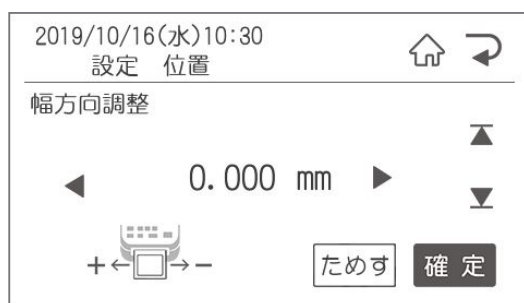 2019/10/16(水)10:30
設定 位置
幅方向調整
0.000 mm
+ −
ためす
確定